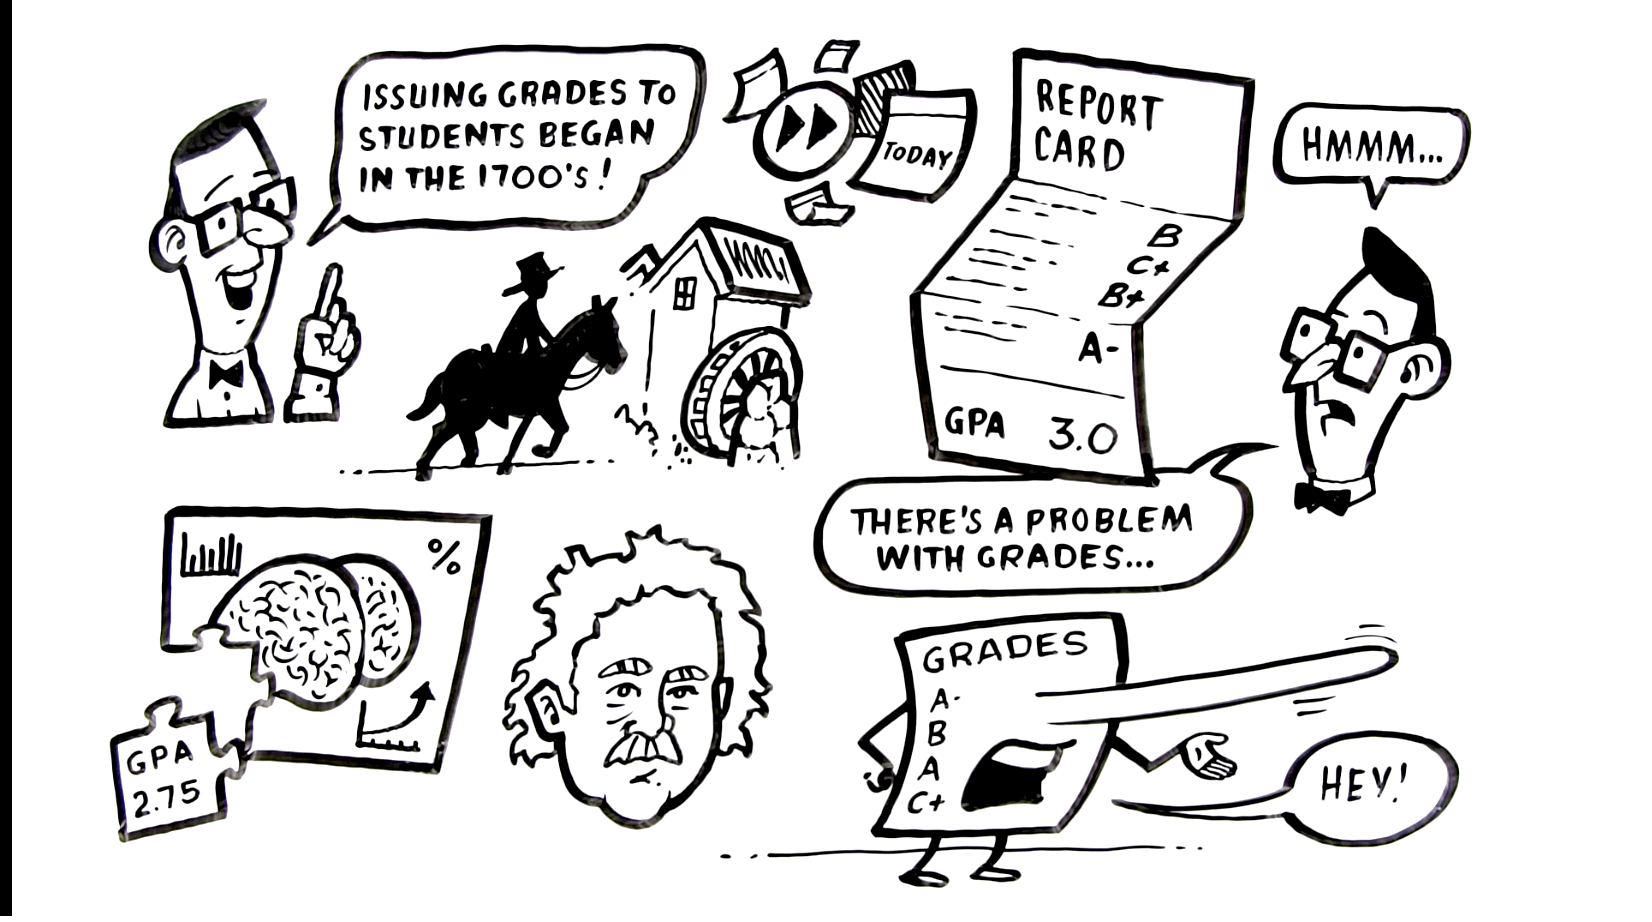 ISSUING GRADES TO
STUDENTS BEGAN
IN THE 1700'S!
TODAY
REPORT
CARD
B
C+
B+
A-
GPA 3.0
HMMM...
THERE'S A PROBLEM
WITH GRADES...
%
GPA
2.75
GRADES
A-
B
A
C+
HEY!